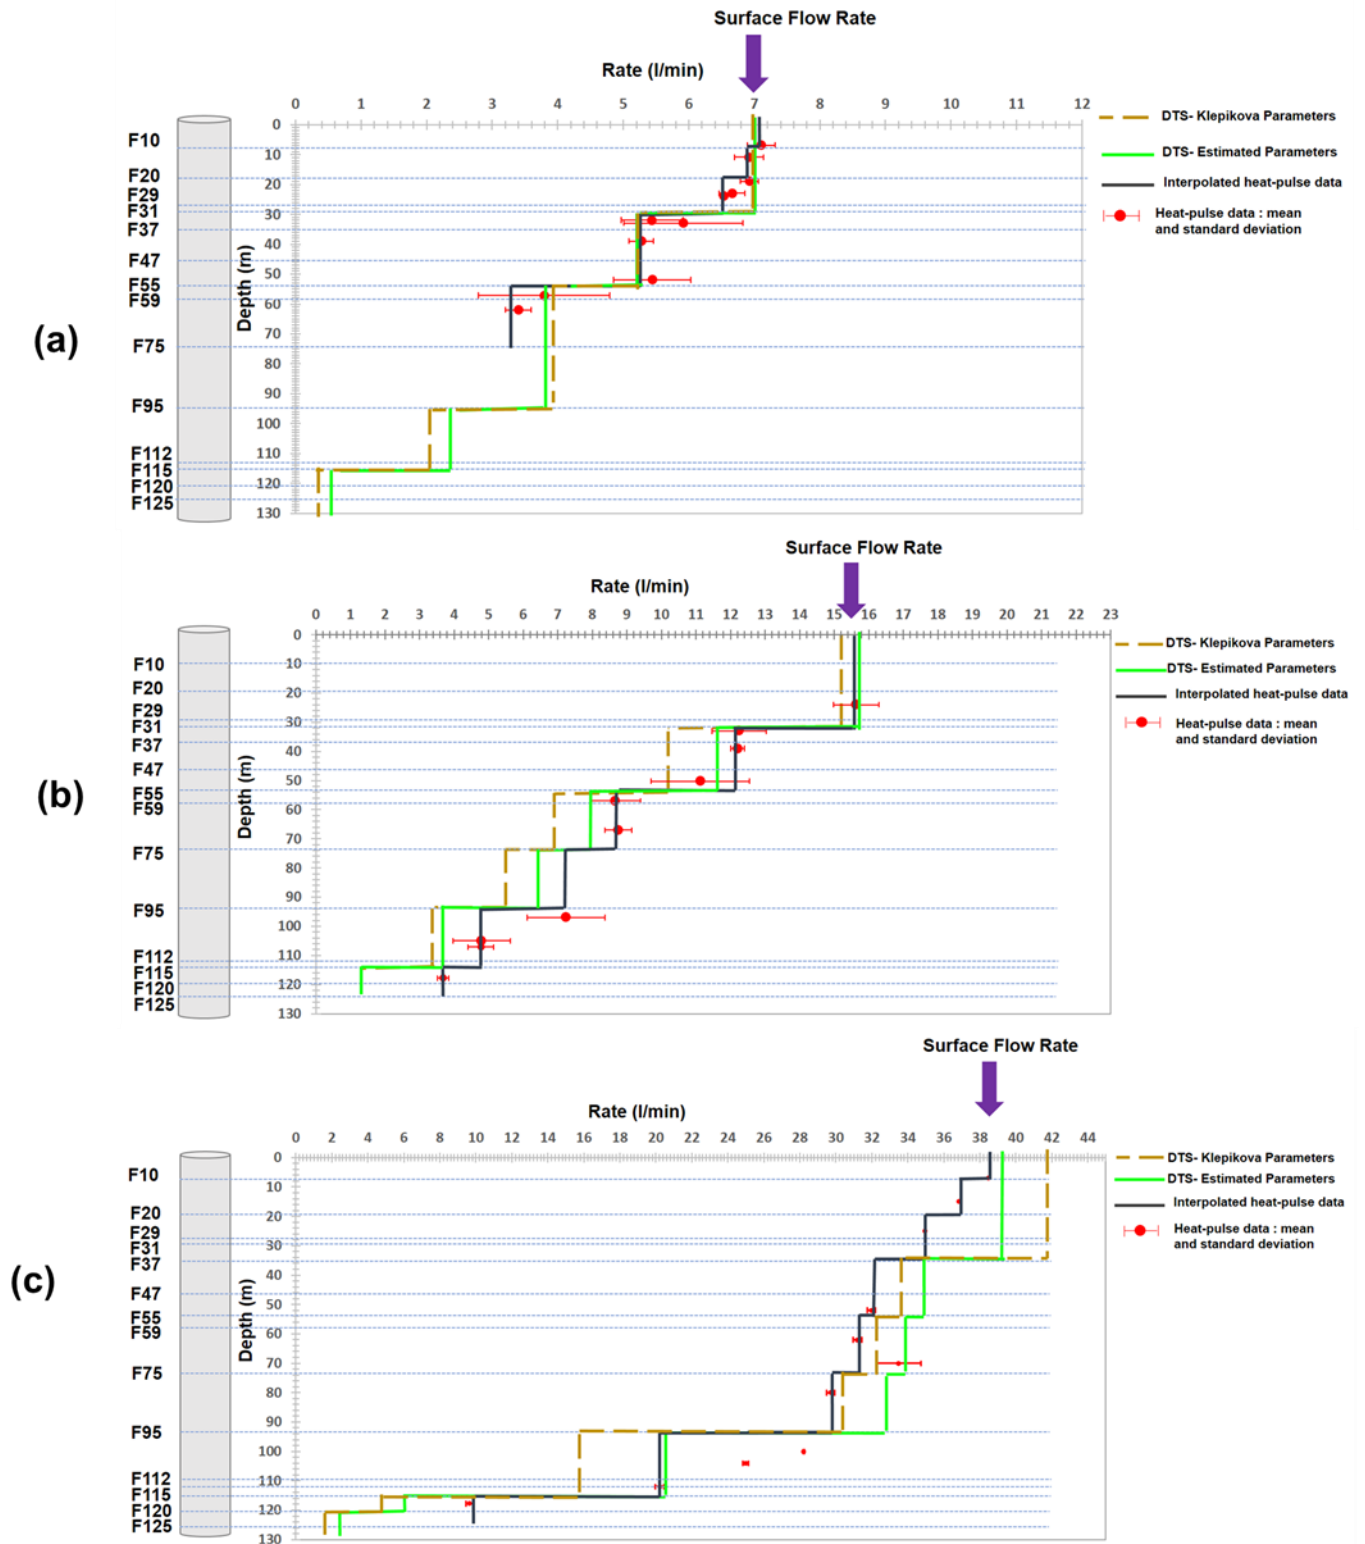 (a)
Surface Flow Rate
Rate (l/min)
0 1 2 3 4 5 6 7 8 9 10 11 12
DTS- Klepikova Parameters
DTS- Estimated Parameters
Interpolated heat-pulse data
Heat-pulse data : mean
and standard deviation
F10
F20
F29
F31
F37
F47
F55
F59
F75
F95
F112
F115
F120
F125
Depth (m)
0
10
20
30
40
50
60
70
80
90
100
110
120
130
(b)
Surface Flow Rate
Rate (l/min)
0 1 2 3 4 5 6 7 8 9 10 11 12 13 14 15 16 17 18 19 20 21 22 23
DTS- Klepikova Parameters
DTS- Estimated Parameters
Interpolated heat-pulse data
Heat-pulse data : mean
and standard deviation
F10
F20
F29
F31
F37
F47
F55
F59
F75
F95
F112
F115
F120
F125
Depth (m)
0
10
20
30
40
50
60
70
80
90
100
110
120
130
(c)
Surface Flow Rate
Rate (l/min)
0 2 4 6 8 10 12 14 16 18 20 22 24 26 28 30 32 34 36 38 40 42 44
DTS- Klepikova Parameters
DTS- Estimated Parameters
Interpolated heat-pulse data
Heat-pulse data : mean
and standard deviation
F10
F20
F29
F31
F37
F47
F55
F59
F75
F95
F112
F115
F120
F125
Depth (m)
0
10
20
30
40
50
60
70
80
90
100
110
120
130